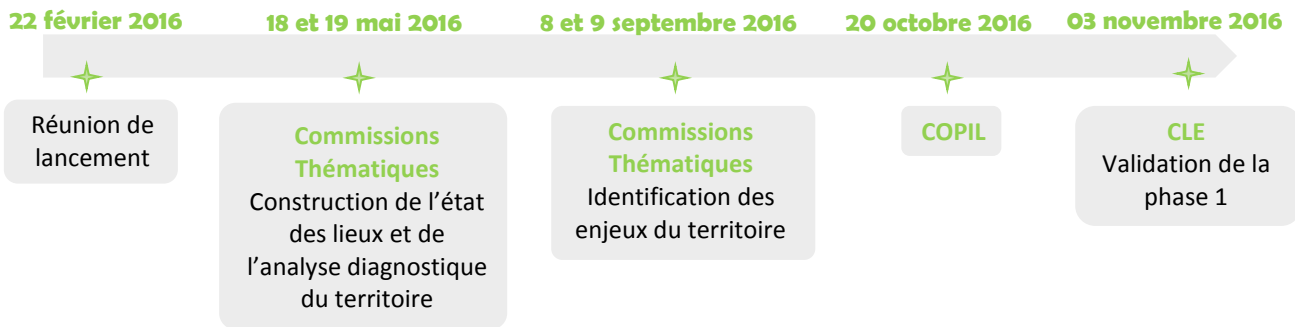 22 février 2016
18 et 19 mai 2016
8 et 9 septembre 2016
20 octobre 2016
03 novembre 2016
Réunion de
lancement
Commissions
Thématiques
Construction de l’état
des lieux et de
l’analyse diagnostique
du territoire
Commissions
Thématiques
Identification des
enjeux du territoire
COPIL
CLE
Validation de la
phase 1